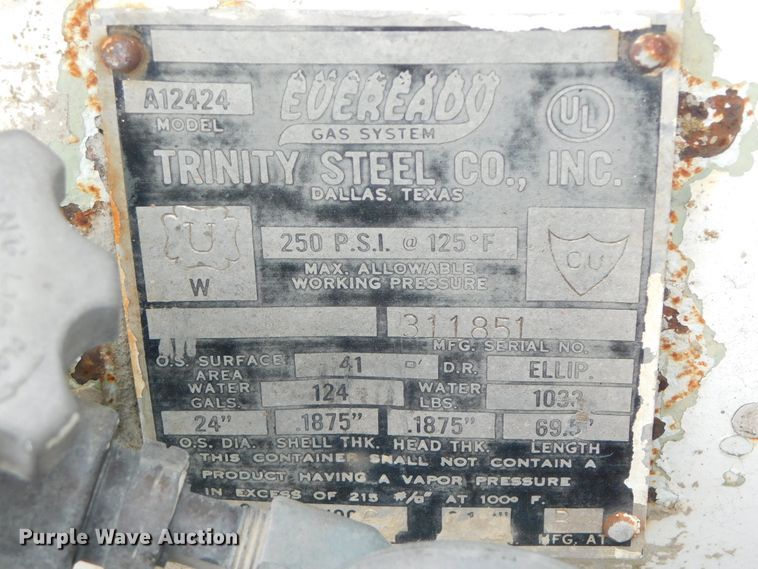 A12424
MODEL
EVEREADY
GAS SYSTEM
UL
TRINITY STEEL CO., INC.
DALLAS, TEXAS
U
W
250 P.S.I. @ 125°F
MAX. ALLOWABLE
WORKING PRESSURE
CU
311851
MFG. SERIAL NO.
O.S. SURFACE
AREA
41
D.R.
ELLIP.
WATER
GALS.
124
WATER
LBS.
1033
24" .1875" .1875" 69.5"
O.S. DIA. SHELL THK. HEAD THK. LENGTH
THIS CONTAINER SHALL NOT CONTAIN A
PRODUCT HAVING A VAPOR PRESSURE
IN EXCESS OF 215 #/□" AT 100° F.
MFG. AT
Purple Wave Auction